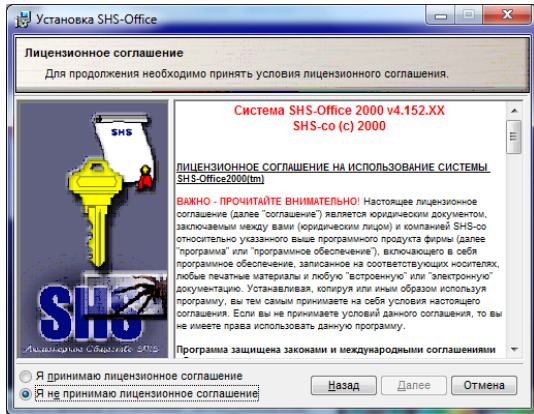 Установка SHS-Office
Лицензионное соглашение
Для продолжения необходимо принять условия лицензионного соглашения.
SHS
SHS
Акционерное Общество SHS
Система SHS-Office 2000 v4.152.XX
SHS-co (c) 2000
ЛИЦЕНЗИОННОЕ СОГЛАШЕНИЕ НА ИСПОЛЬЗОВАНИЕ СИСТЕМЫ
SHS-Office2000(tm)
ВАЖНО - ПРОЧИТАЙТЕ ВНИМАТЕЛЬНО! Настоящее лицензионное
соглашение (далее "соглашение") является юридическим документом,
заключаемым между вами (юридическим лицом) и компанией SHS-co
относительно указанного выше программного продукта фирмы (далее
"программа" или "программное обеспечение"), включающего в себя
программное обеспечение, записанное на соответствующих носителях,
любые печатные материалы и любую "встроенную" или "электронную"
документацию. Устанавливая, копируя или иным образом используя
программу, вы тем самым принимаете на себя условия настоящего
соглашения. Если вы не принимаете условий данного соглашения, то вы
не имеете права использовать данную программу.
Программа защищена законами и международными соглашениями
Я принимаю лицензионное соглашение
Я не принимаю лицензионное соглашение
Назад
Далее
Отмена